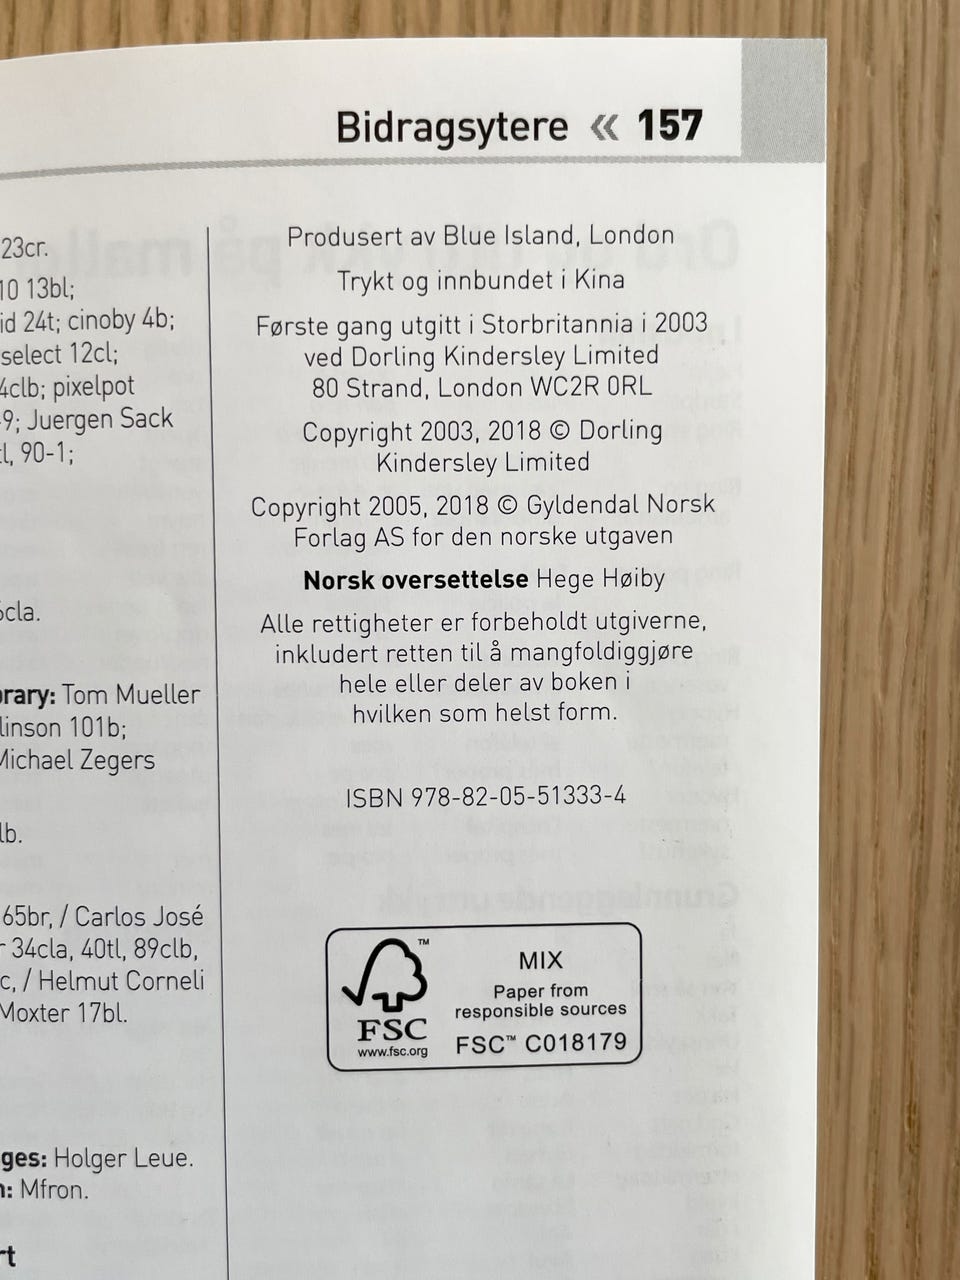 Bidragsytere « 157
23cr.
10 13bl;
id 24t; cinoby 4b;
select 12cl;
4clb; pixelpot
-9; Juergen Sack
tl, 90-1;
6cla.
brary: Tom Mueller
linson 101b;
Michael Zegers
lb.
65br, / Carlos José
r 34cla, 40tl, 89clb,
c, / Helmut Corneli
Moxter 17bl.
ges: Holger Leue.
n: Mfron.
rt
Produsert av Blue Island, London
Trykt og innbundet i Kina
Første gang utgitt i Storbritannia i 2003
ved Dorling Kindersley Limited
80 Strand, London WC2R 0RL
Copyright 2003, 2018 © Dorling
Kindersley Limited
Copyright 2005, 2018 © Gyldendal Norsk
Forlag AS for den norske utgaven
Norsk oversettelse Hege Høiby
Alle rettigheter er forbeholdt utgiverne,
inkludert retten til å mangfoldiggjøre
hele eller deler av boken i
hvilken som helst form.
ISBN 978-82-05-51333-4
™
FSC
www.fsc.org
MIX
Paper from
responsible sources
FSC™ C018179